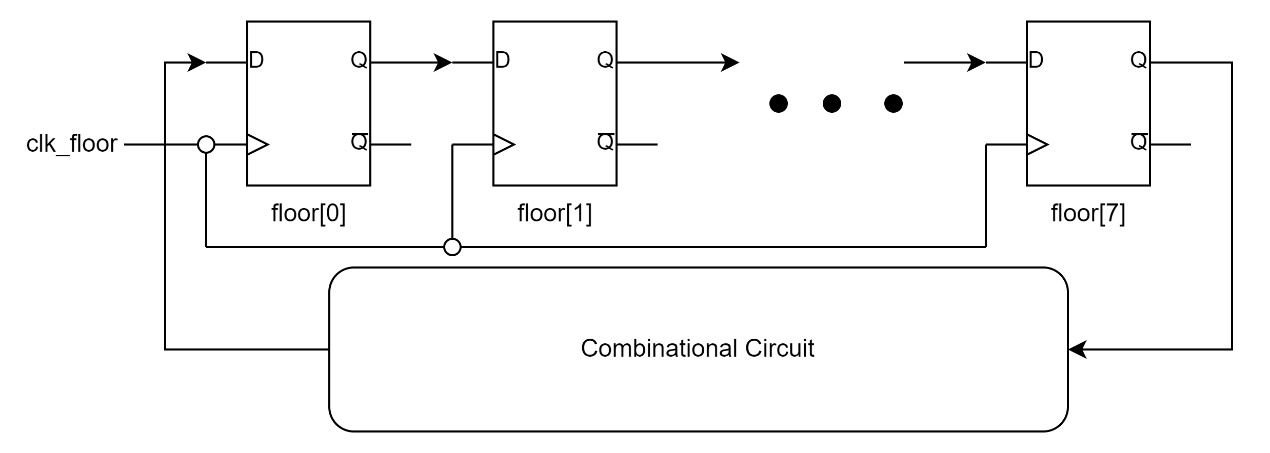 D Q D Q D Q
clk_floor Q̅ Q̅ Q̅
floor[0] floor[1] floor[7]
Combinational Circuit